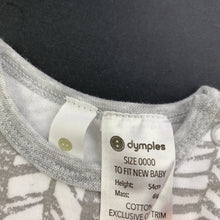 dymples
SIZE 0000
TO FIT NEW BABY
Height: 54cm
Mass:
COTTON
EXCLUSIVE OF TRIM